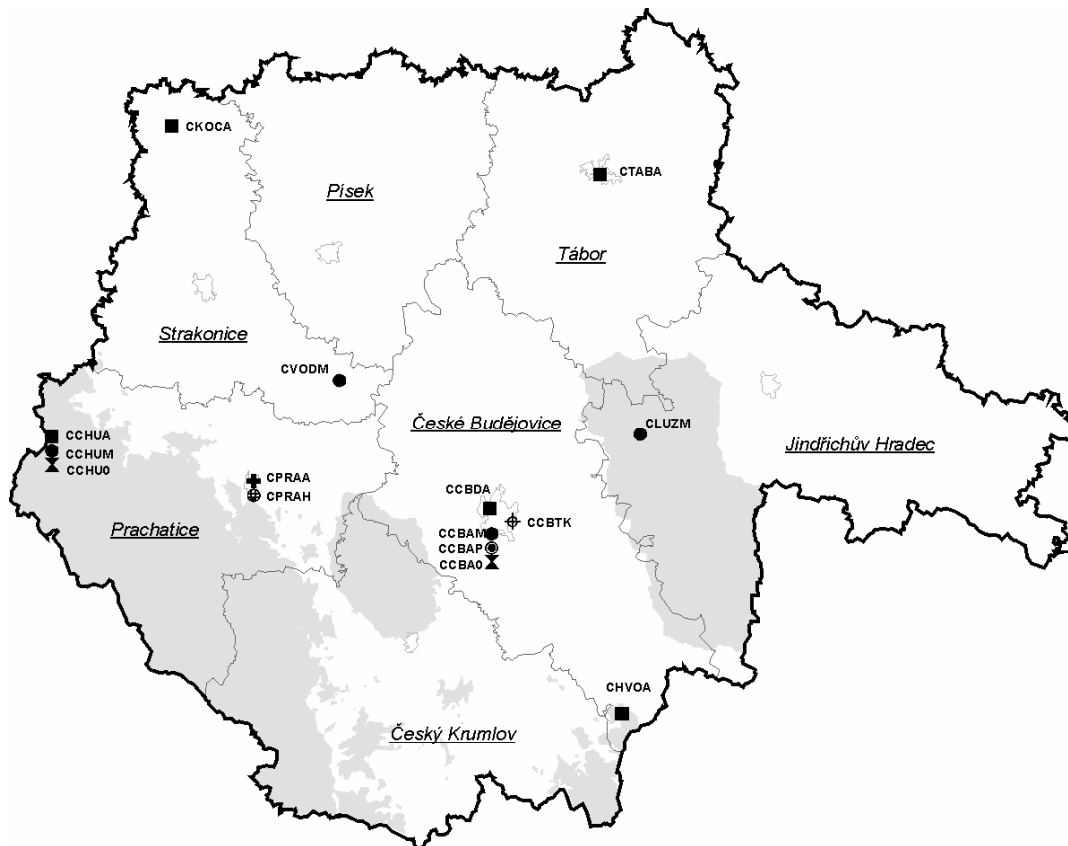 CKOCA
CTABA
Písek
Tábor
Strakonice
CVODM
České Budějovice
CLUZM
Jindřichův Hradec
CCHUA
CCHUM
CCHU0
CPRAA
CPRAH
CCBDA
CCBTK
Prachatice
CCBAM
CCBAP
CCBA0
CHVOA
Český Krumlov